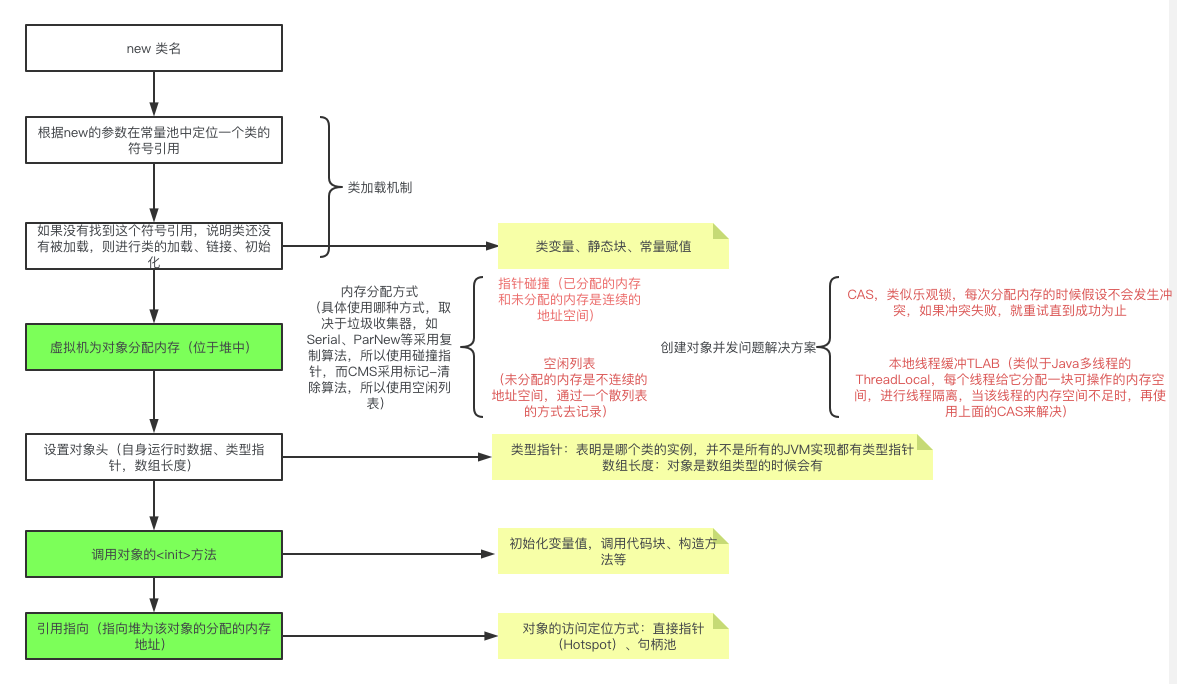 new 类名
根据new的参数在常量池中定位一个类的
符号引用
类加载机制
如果没有找到这个符号引用，说明类还没
有被加载，则进行类的加载、链接、初始
化
类变量、静态块、常量赋值
虚拟机为对象分配内存（位于堆中）
内存分配方式
（具体使用哪种方式，取
决于垃圾收集器，如
Serial、ParNew等采用复
制算法，所以使用碰撞指
针，而CMS采用标记-清
除算法，所以使用空闲列
表）
指针碰撞（已分配的内存
和未分配的内存是连续的
地址空间）
空闲列表
（未分配的内存是不连续的
地址空间，通过一个散列表
的方式去记录）
创建对象并发问题解决方案
CAS，类似乐观锁，每次分配内存的时候假设不会发生冲
突，如果冲突失败，就重试直到成功为止
本地线程缓冲TLAB（类似于Java多线程的
ThreadLocal，每个线程给它分配一块可操作的内存空
间，进行线程隔离，当该线程的内存空间不足时，再使
用上面的CAS来解决）
设置对象头（自身运行时数据、类型指
针，数组长度）
类型指针：表明是哪个类的实例，并不是所有的JVM实现都有类型指针
数组长度：对象是数组类型的时候会有
调用对象的<init>方法
初始化变量值，调用代码块、构造方
法等
引用指向（指向堆为该对象的分配的内存
地址）
对象的访问定位方式：直接指针
（Hotspot）、句柄池